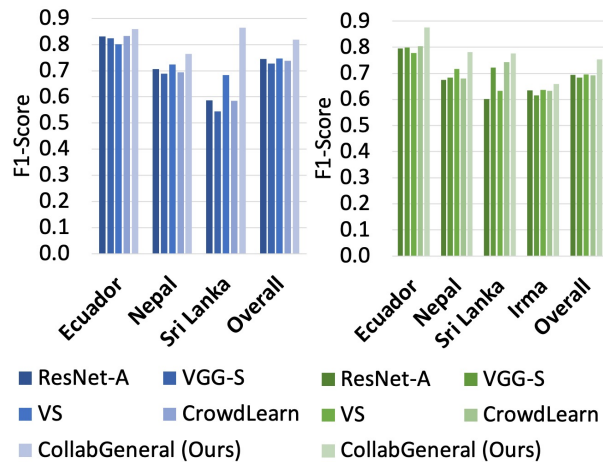 F1-Score
0.9
0.8
0.7
0.6
0.5
0.4
0.3
0.2
0.1
0.0
Ecuador
Nepal
Sri Lanka
Overall
ResNet-A
VGG-S
VS
CrowdLearn
CollabGeneral (Ours)
F1-Score
0.9
0.8
0.7
0.6
0.5
0.4
0.3
0.2
0.1
0.0
Ecuador
Nepal
Sri Lanka
Irma
Overall
ResNet-A
VGG-S
VS
CrowdLearn
CollabGeneral (Ours)